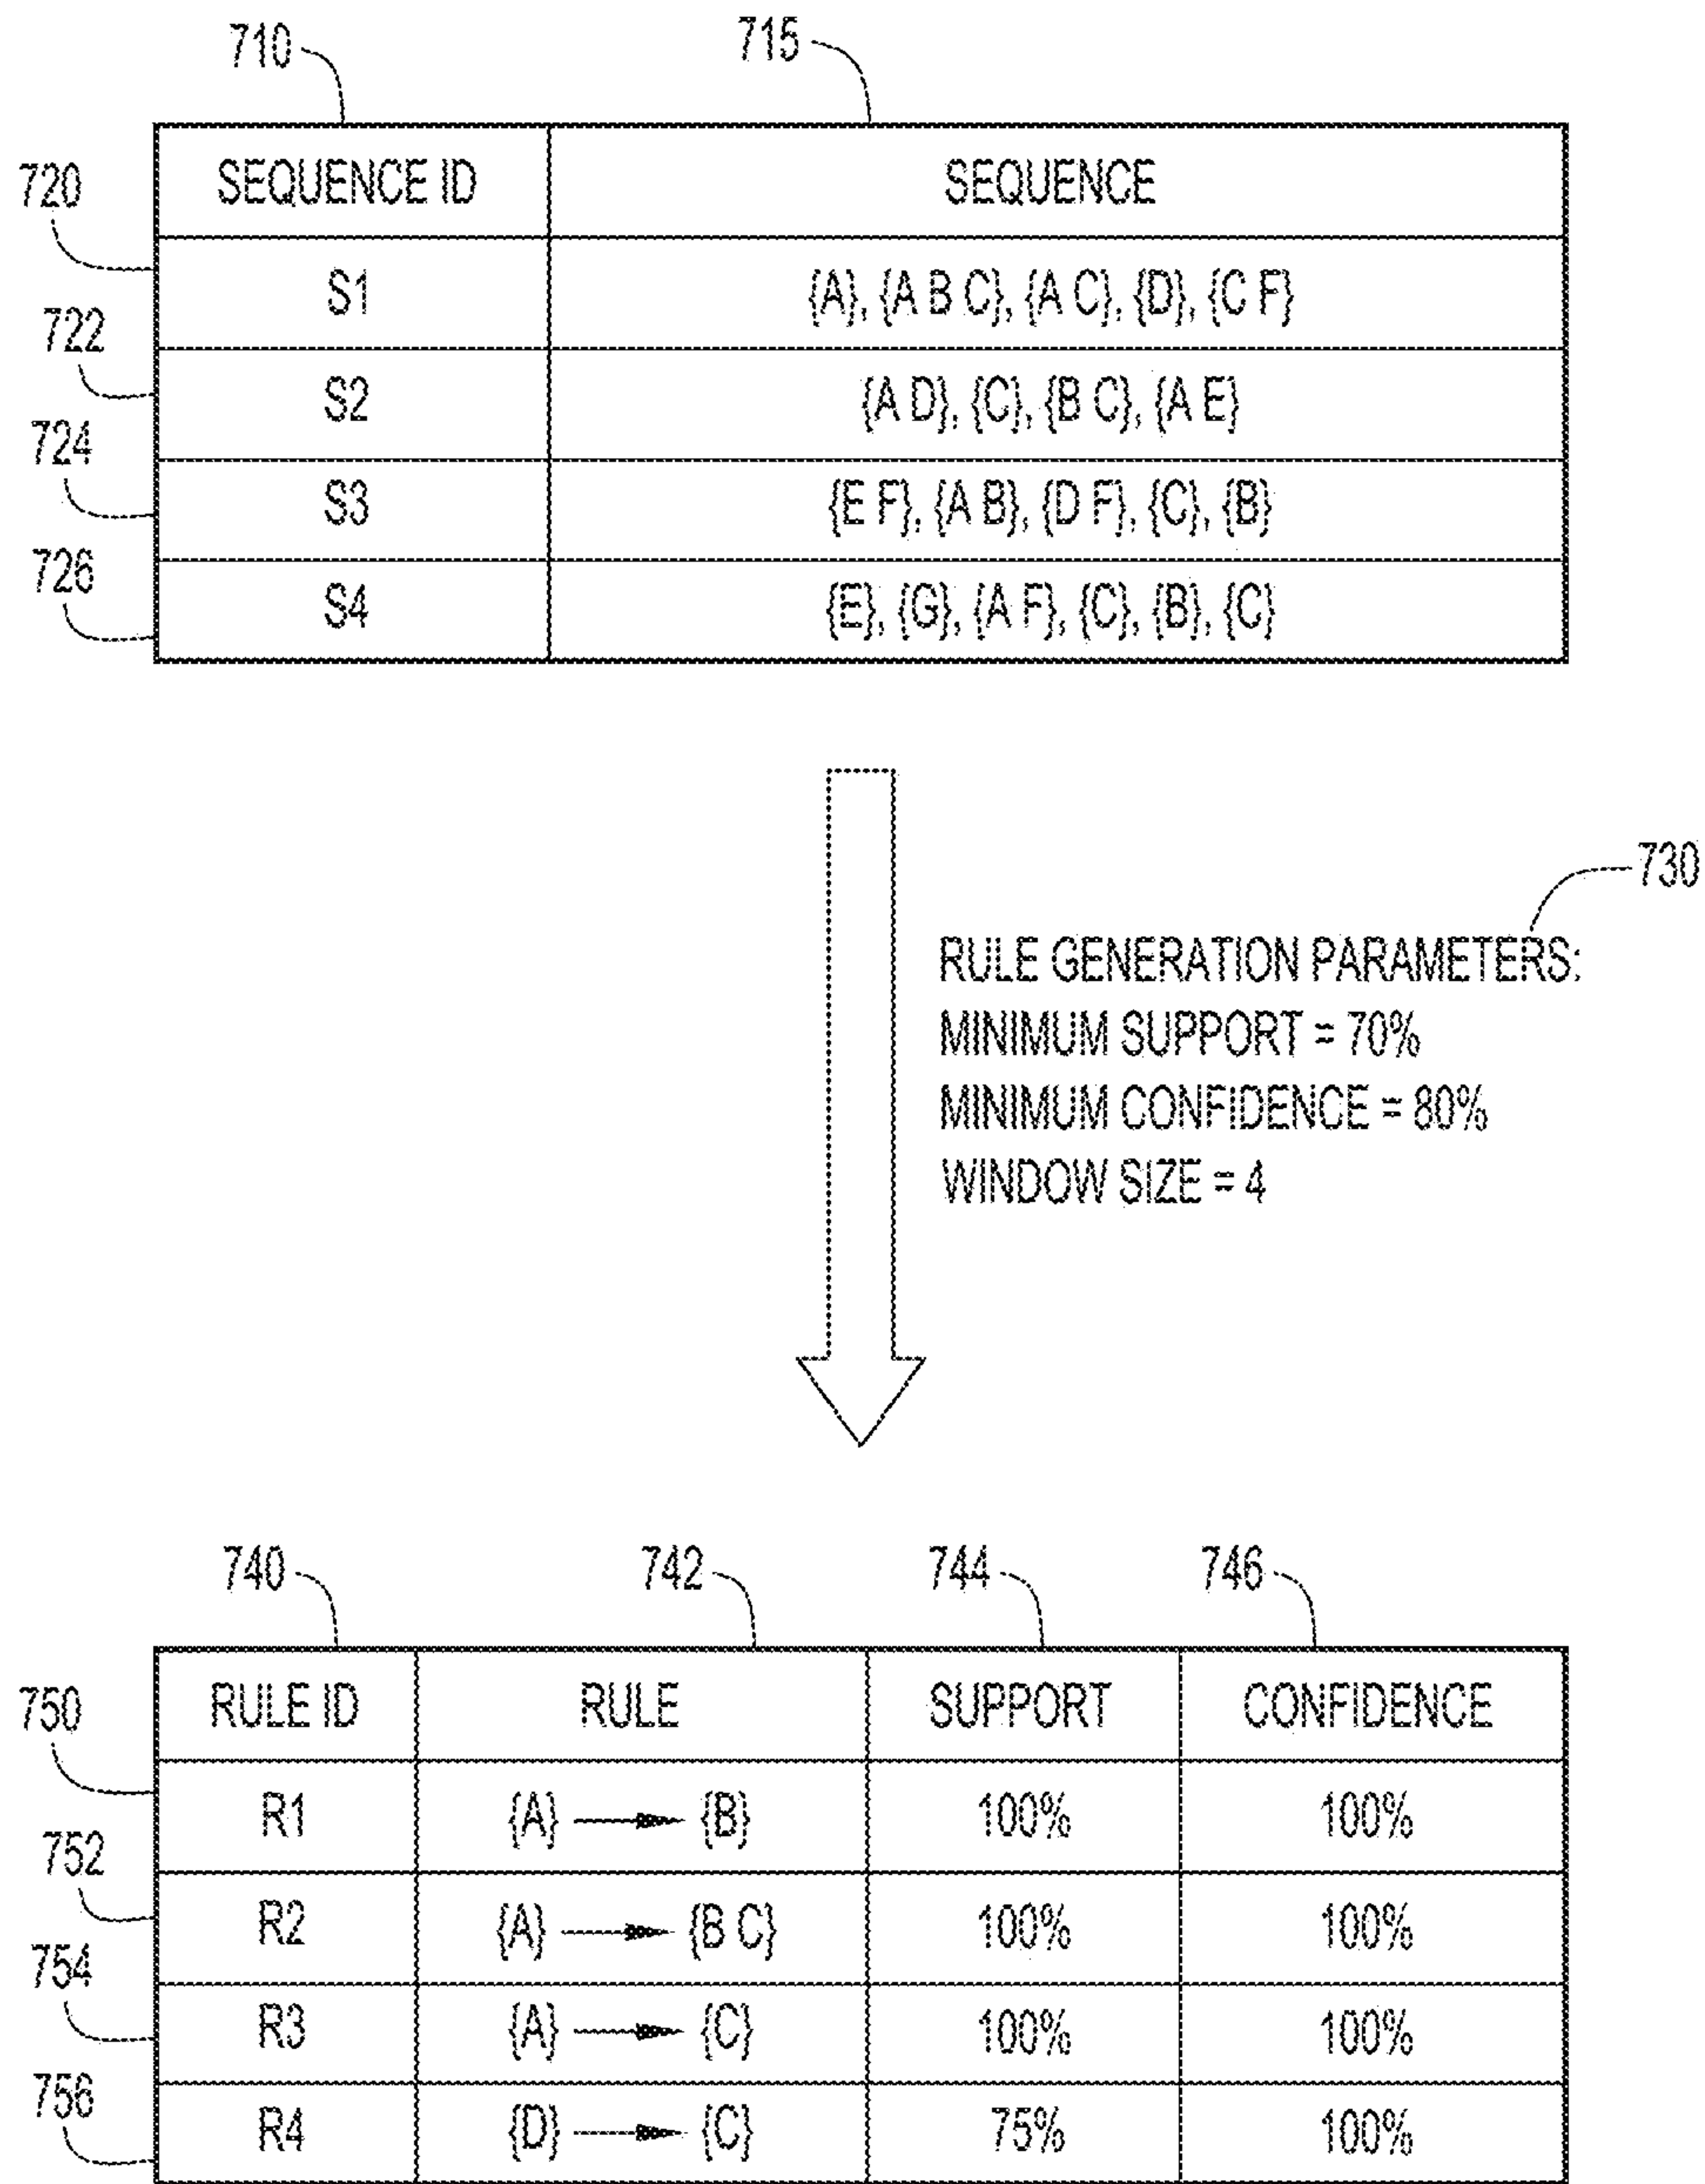 710
715
SEQUENCE ID SEQUENCE
720
S1 {A}, {A B C}, {A C}, {D}, {C F}
722
S2 {A D}, {C}, {B C}, {A E}
724
S3 {E F}, {A B}, {D F}, {C}, {B}
726
S4 {E}, {G}, {A F}, {C}, {B}, {C}
730
RULE GENERATION PARAMETERS:
MINIMUM SUPPORT = 70%
MINIMUM CONFIDENCE = 80%
WINDOW SIZE = 4
740 742 744 746
RULE ID RULE SUPPORT CONFIDENCE
750
R1 {A} → {B} 100% 100%
752
R2 {A} → {B C} 100% 100%
754
R3 {A} → {C} 100% 100%
756
R4 {D} → {C} 75% 100%